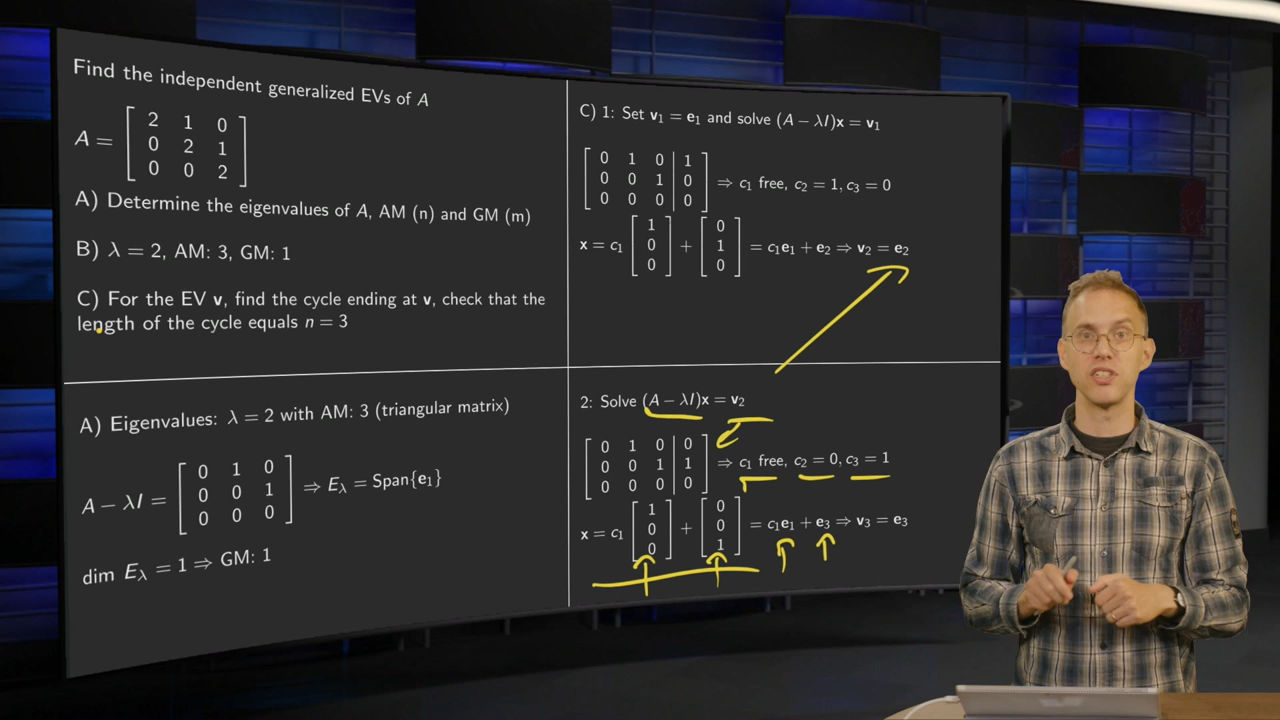 Find the independent generalized EVs of A
A = [ 2 1 0
0 2 1
0 0 2 ]
A) Determine the eigenvalues of A, AM (n) and GM (m)
B) λ = 2, AM: 3, GM: 1
C) For the EV v, find the cycle ending at v, check that the
length of the cycle equals n = 3
C) 1: Set v₁ = e₁ and solve (A − λI)x = v₁
[ 0 1 0 | 1
0 0 1 | 0
0 0 0 | 0 ] ⇒ c₁ free, c₂ = 1, c₃ = 0
x = c₁ [ 1 0 0 ] + [ 0 1 0 ] = c₁e₁ + e₂ ⇒ v₂ = e₂
A) Eigenvalues: λ = 2 with AM: 3 (triangular matrix)
A − λI = [ 0 1 0
0 0 1
0 0 0 ] ⇒ E_λ = Span{e₁}
dim E_λ = 1 ⇒ GM: 1
2: Solve (A − λI)x = v₂
[ 0 1 0 | 0
0 0 1 | 1
0 0 0 | 0 ] ⇒ c₁ free, c₂ = 0, c₃ = 1
x = c₁ [ 1 0 0 ] + [ 0 0 1 ] = c₁e₁ + e₃ ⇒ v₃ = e₃